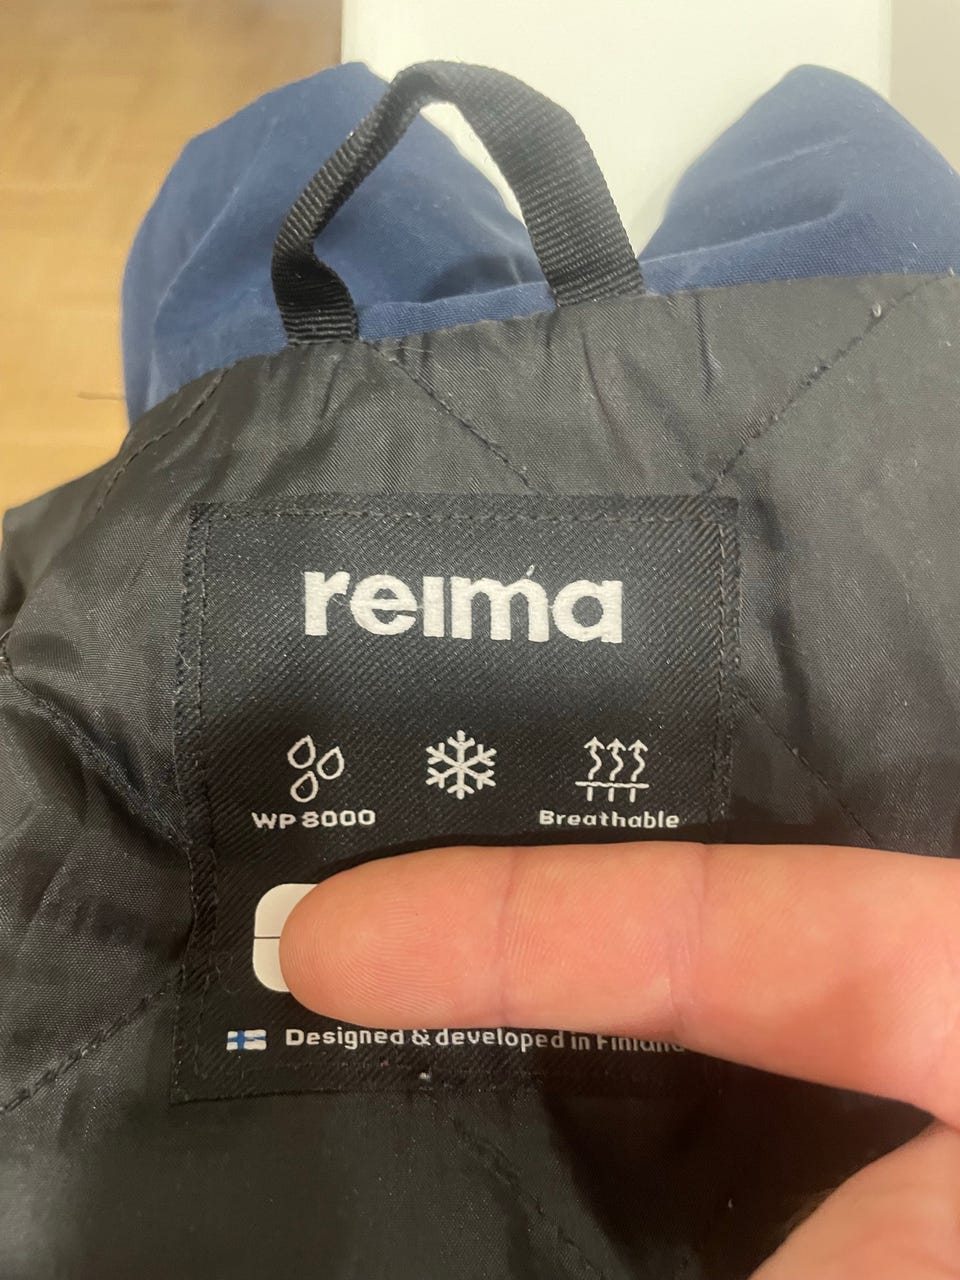 reima
WP 8000
Breathable
Designed & developed in Finland